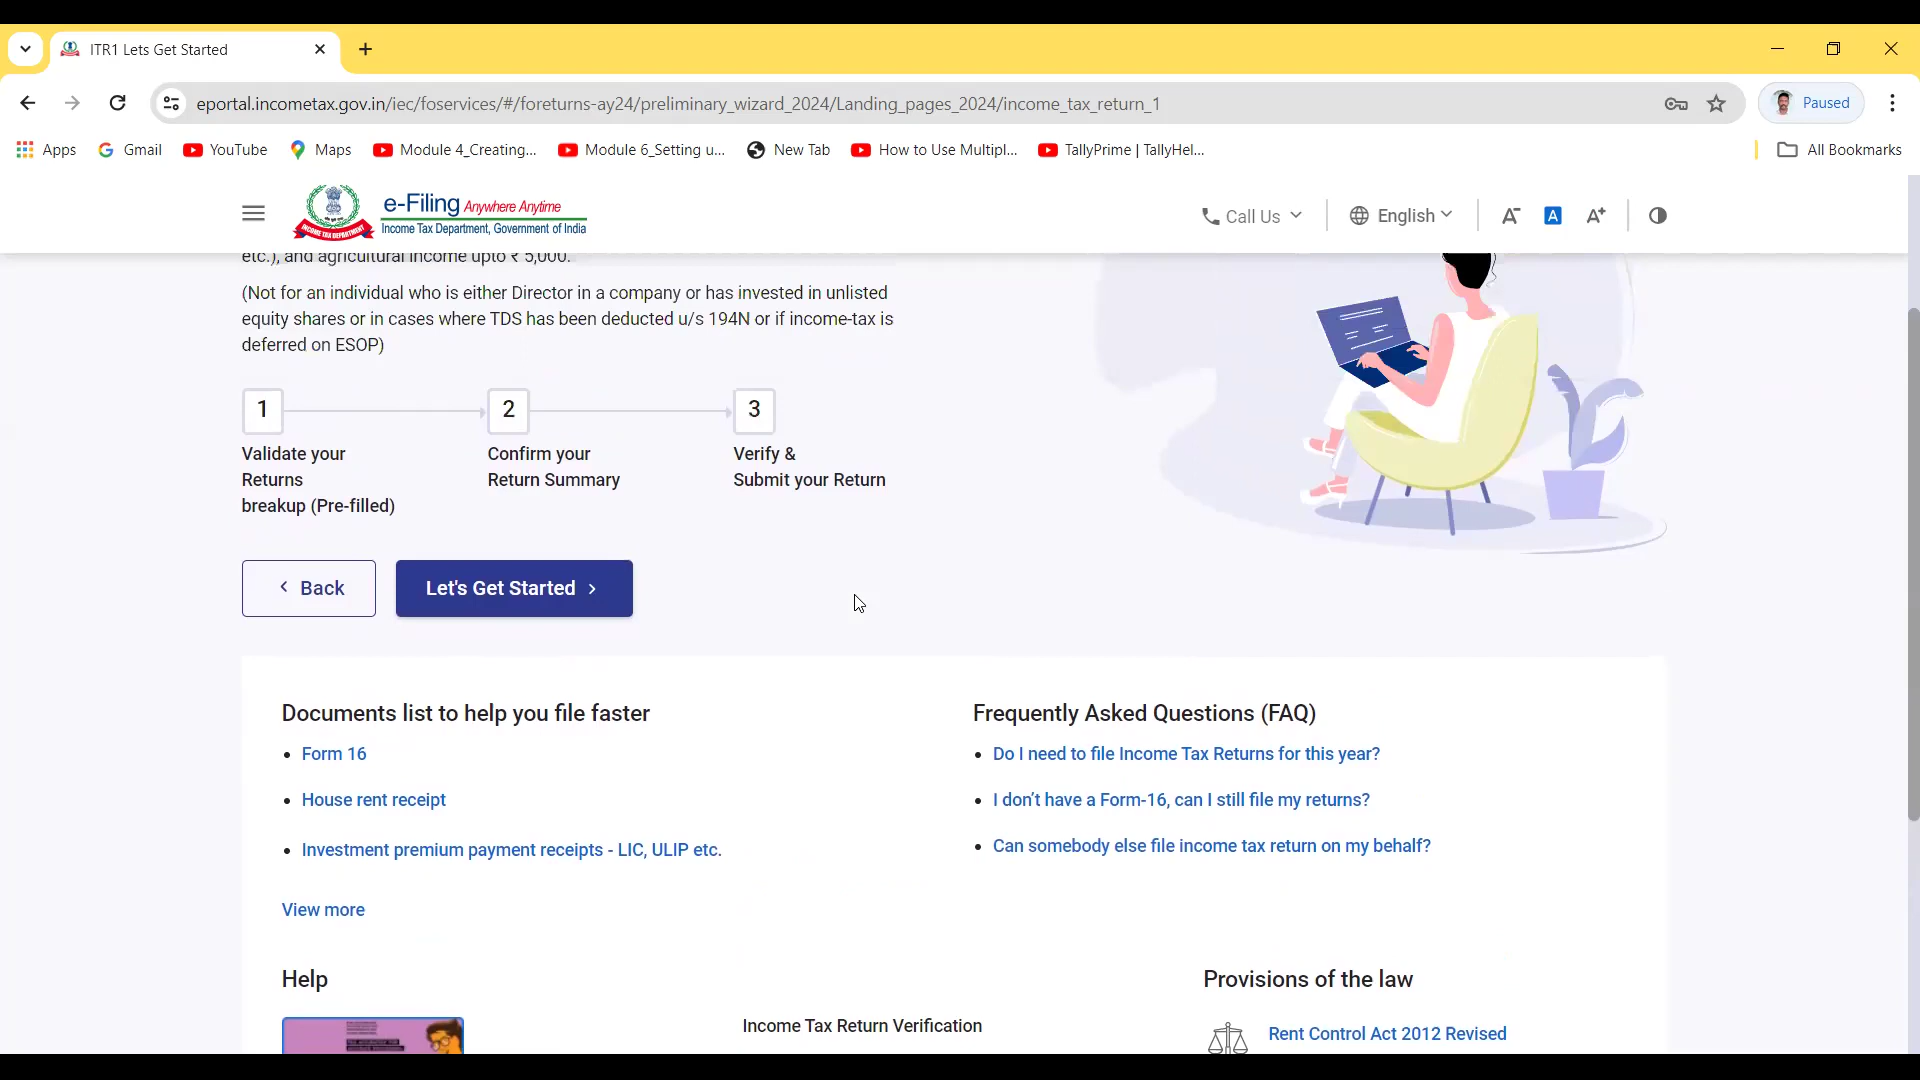 ITR1 Lets Get Started
eportal.incometax.gov.in/iec/foservices/#/foreturns-ay24/preliminary_wizard_2024/Landing_pages_2024/income_tax_return_1
Paused
Apps Gmail YouTube Maps Module 4_Creating... Module 6_Setting u... New Tab How to Use Multipl... TallyPrime | TallyHel... All Bookmarks
e-Filing Anywhere Anytime
Income Tax Department, Government of India
INCOME TAX DEPARTMENT
Call Us English A- A A+
etc.), and agricultural income upto ₹ 5,000.
(Not for an individual who is either Director in a company or has invested in unlisted
equity shares or in cases where TDS has been deducted u/s 194N or if income-tax is
deferred on ESOP)
1 2 3
Validate your
Returns
breakup (Pre-filled)
Confirm your
Return Summary
Verify &
Submit your Return
Back Let's Get Started
Documents list to help you file faster
Form 16
House rent receipt
Investment premium payment receipts - LIC, ULIP etc.
View more
Frequently Asked Questions (FAQ)
Do I need to file Income Tax Returns for this year?
I don't have a Form-16, can I still file my returns?
Can somebody else file income tax return on my behalf?
Help
Income Tax Return Verification
Provisions of the law
Rent Control Act 2012 Revised